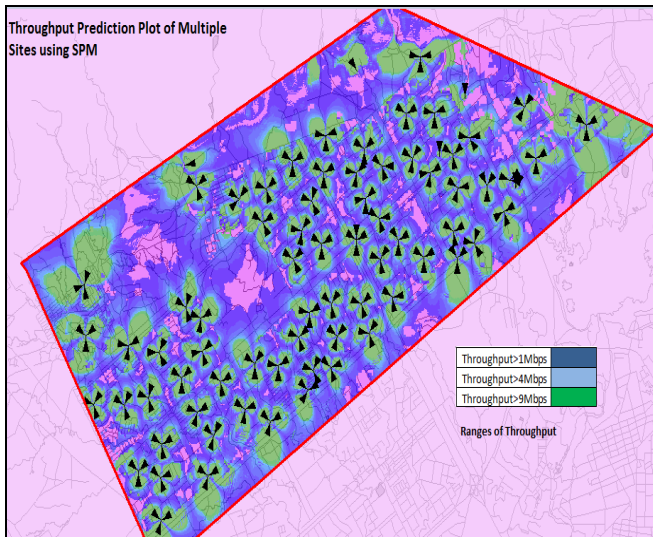 Throughput Prediction Plot of Multiple
Sites using SPM
Throughput>1Mbps
Throughput>4Mbps
Throughput>9Mbps
Ranges of Throughput